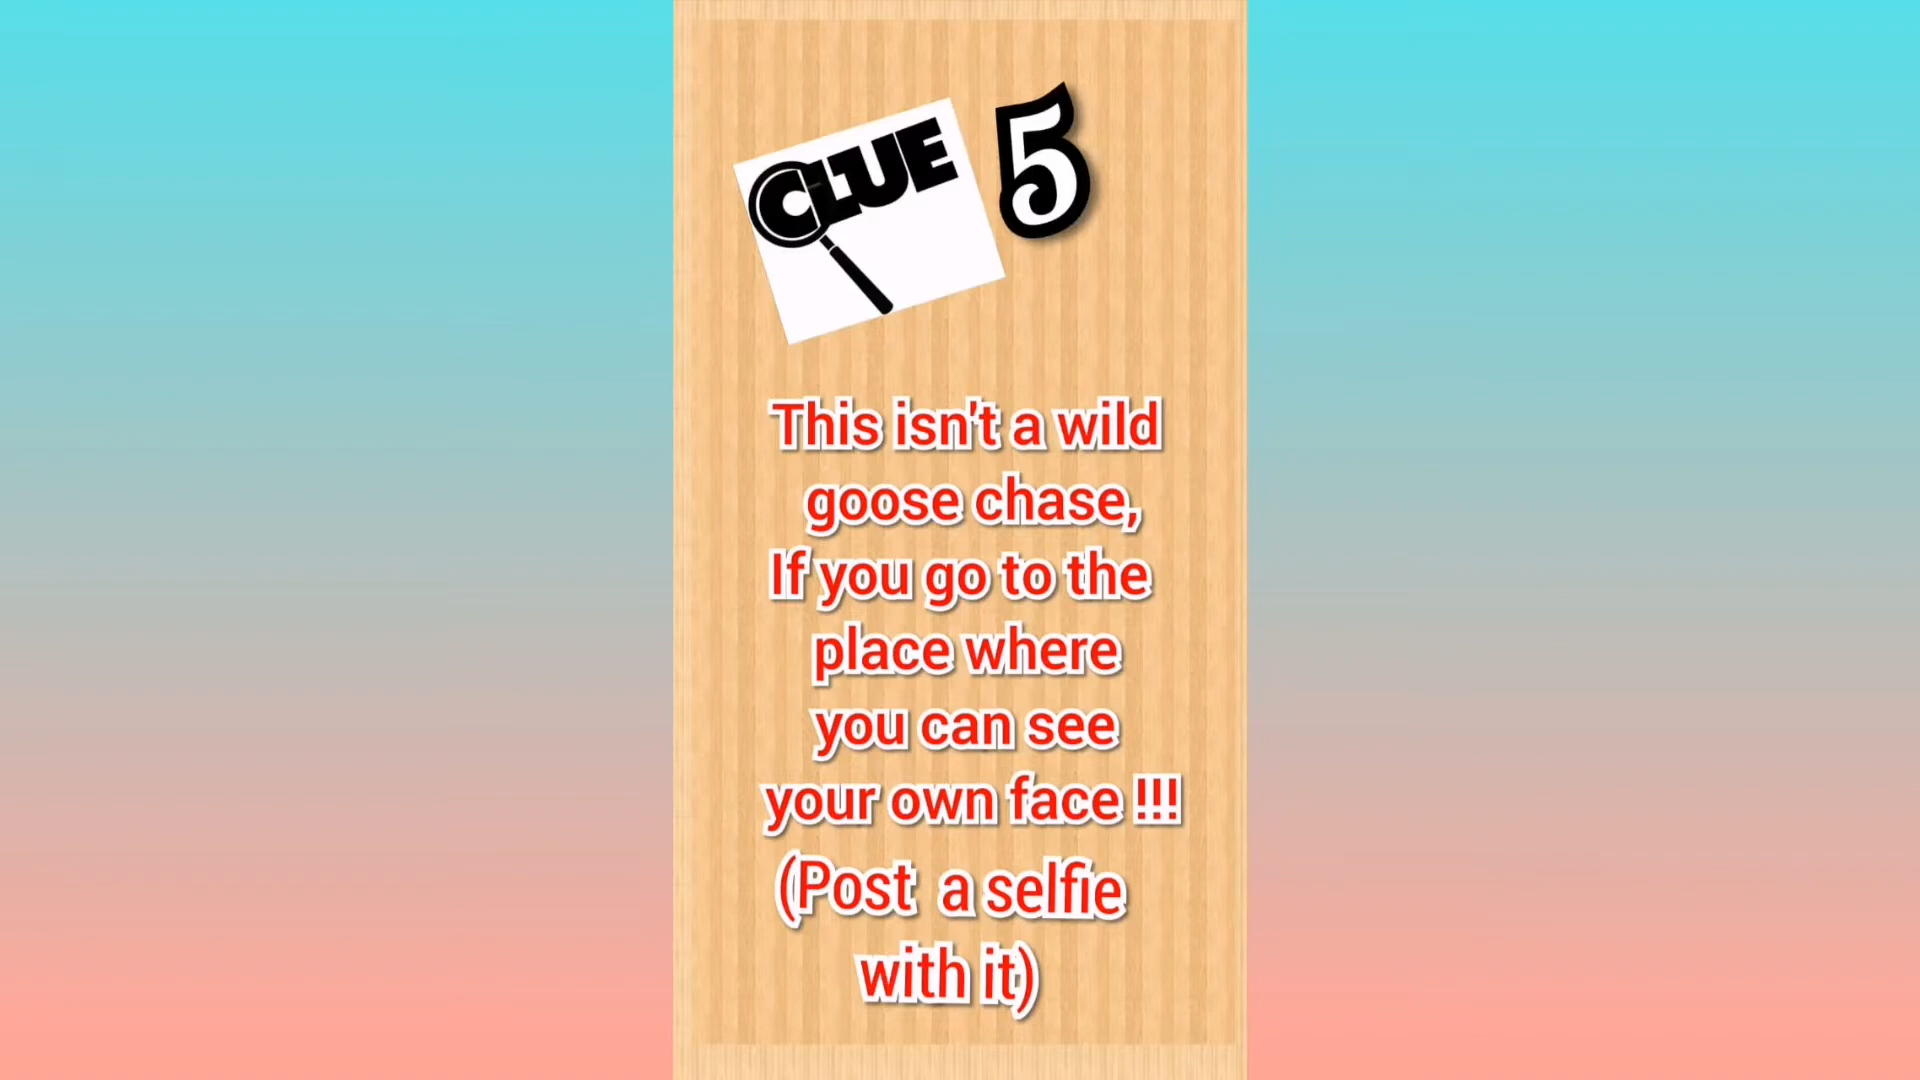 CLUE 5
This isn't a wild
goose chase,
If you go to the
place where
you can see
your own face !!!
(Post a selfie
with it)